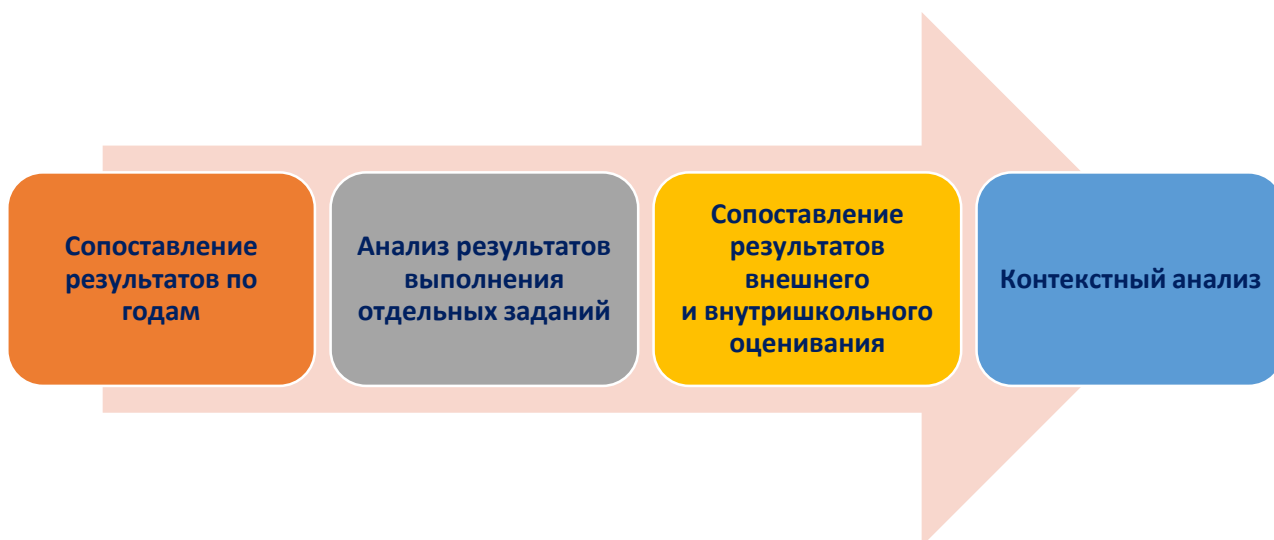 Сопоставление
результатов по
годам
Анализ результатов
выполнения
отдельных заданий
Сопоставление
результатов
внешнего
и внутришкольного
оценивания
Контекстный анализ